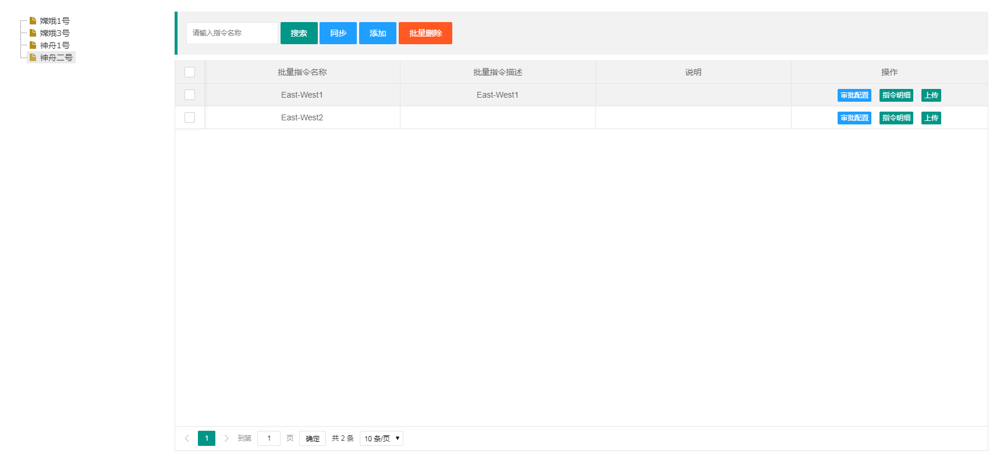 嫦娥1号
嫦娥3号
神舟1号
神舟二号
请输入指令名称 搜索 同步 添加 批量删除
批量指令名称 批量指令描述 说明 操作
East-West1 East-West1 审批配置 指令明细 上传
East-West2 审批配置 指令明细 上传
1 到第 1 页 确定 共 2 条 10 条/页